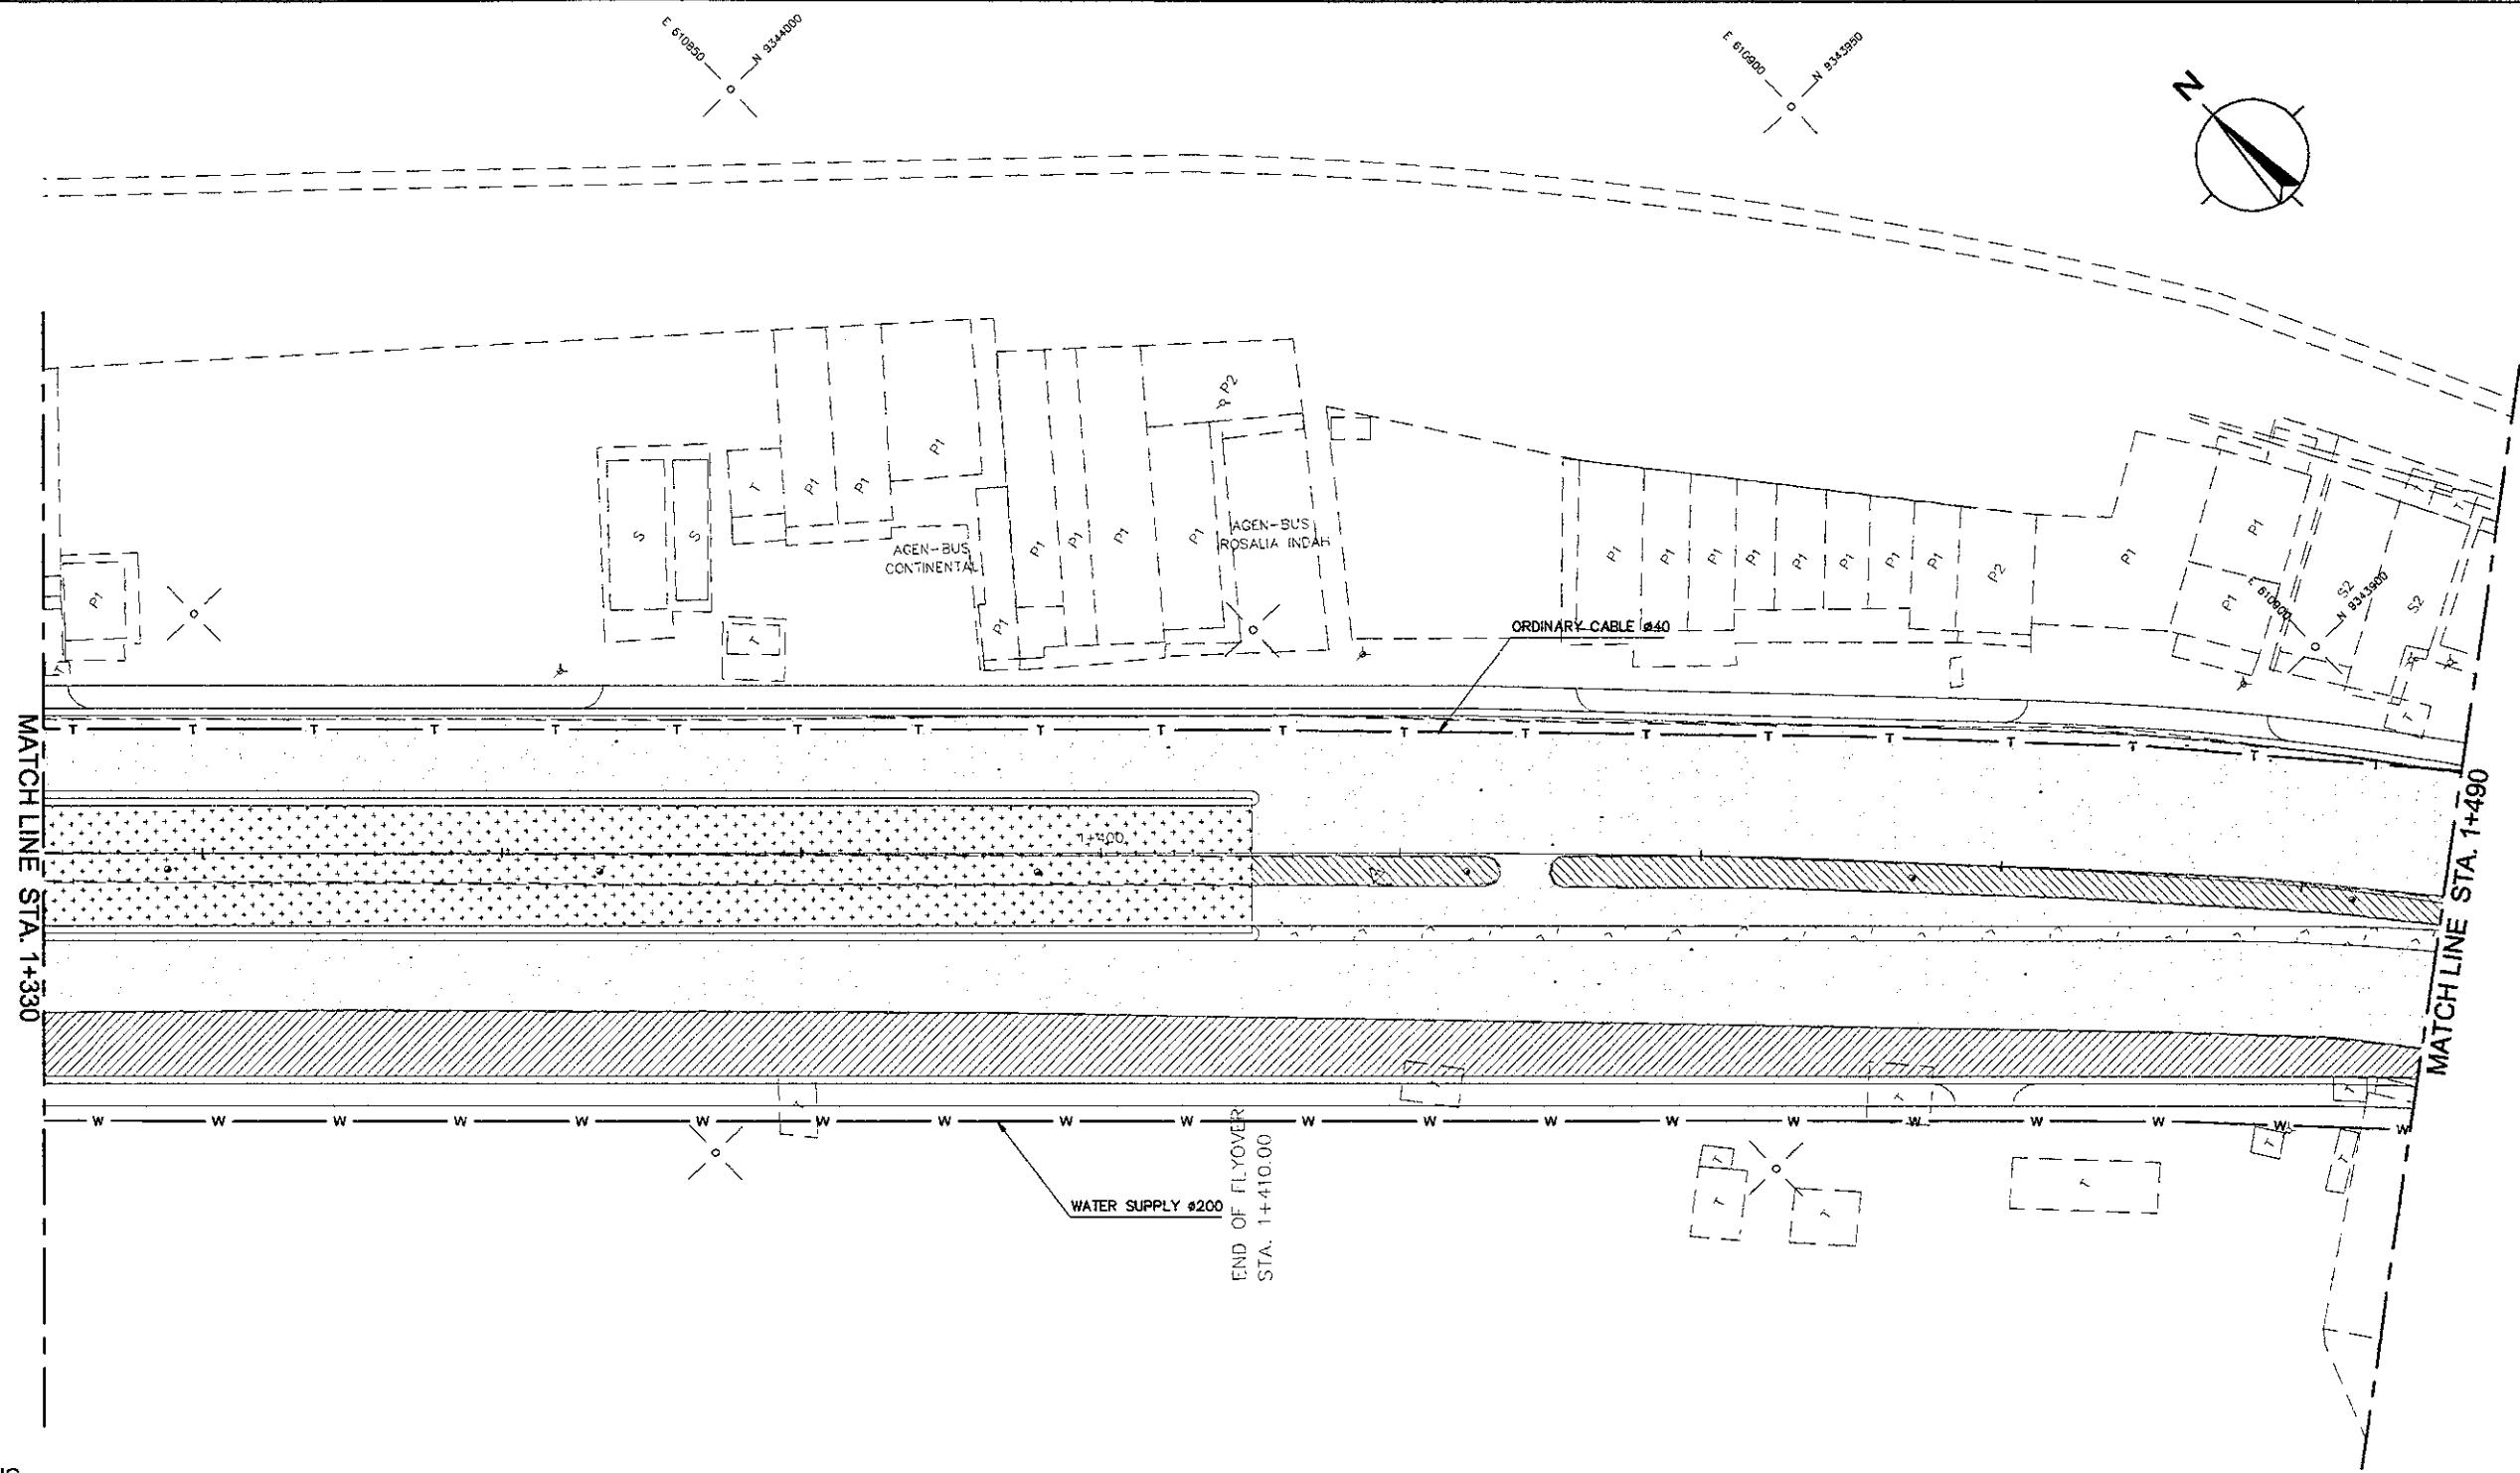 E 610850
N 9344000
E 610900
N 9343950
N
P2
P1
P1
P1
T
S
S
AGEN-BUS
CONTINENTAL
P1
P1
P1
P1
P1
P1
AGEN-BUS
ROSALIA INDAH
P1
P1
P1
P1
P1
P1
P1
P1
P2
P1
P1
P1
S2
S2
E 610900
N 9343900
T
T
T
ORDINARY CABLE ø40
T T T T T T T T T T T T T T T T T T T T
MATCH LINE STA. 1+330
1+400
MATCH LINE STA. 1+490
T
T
T
W W W W W W W W W W W W W W W W W W W W
T
T
T
T
T
T
WATER SUPPLY ø200
END OF FLYOVER
STA. 1+410.00